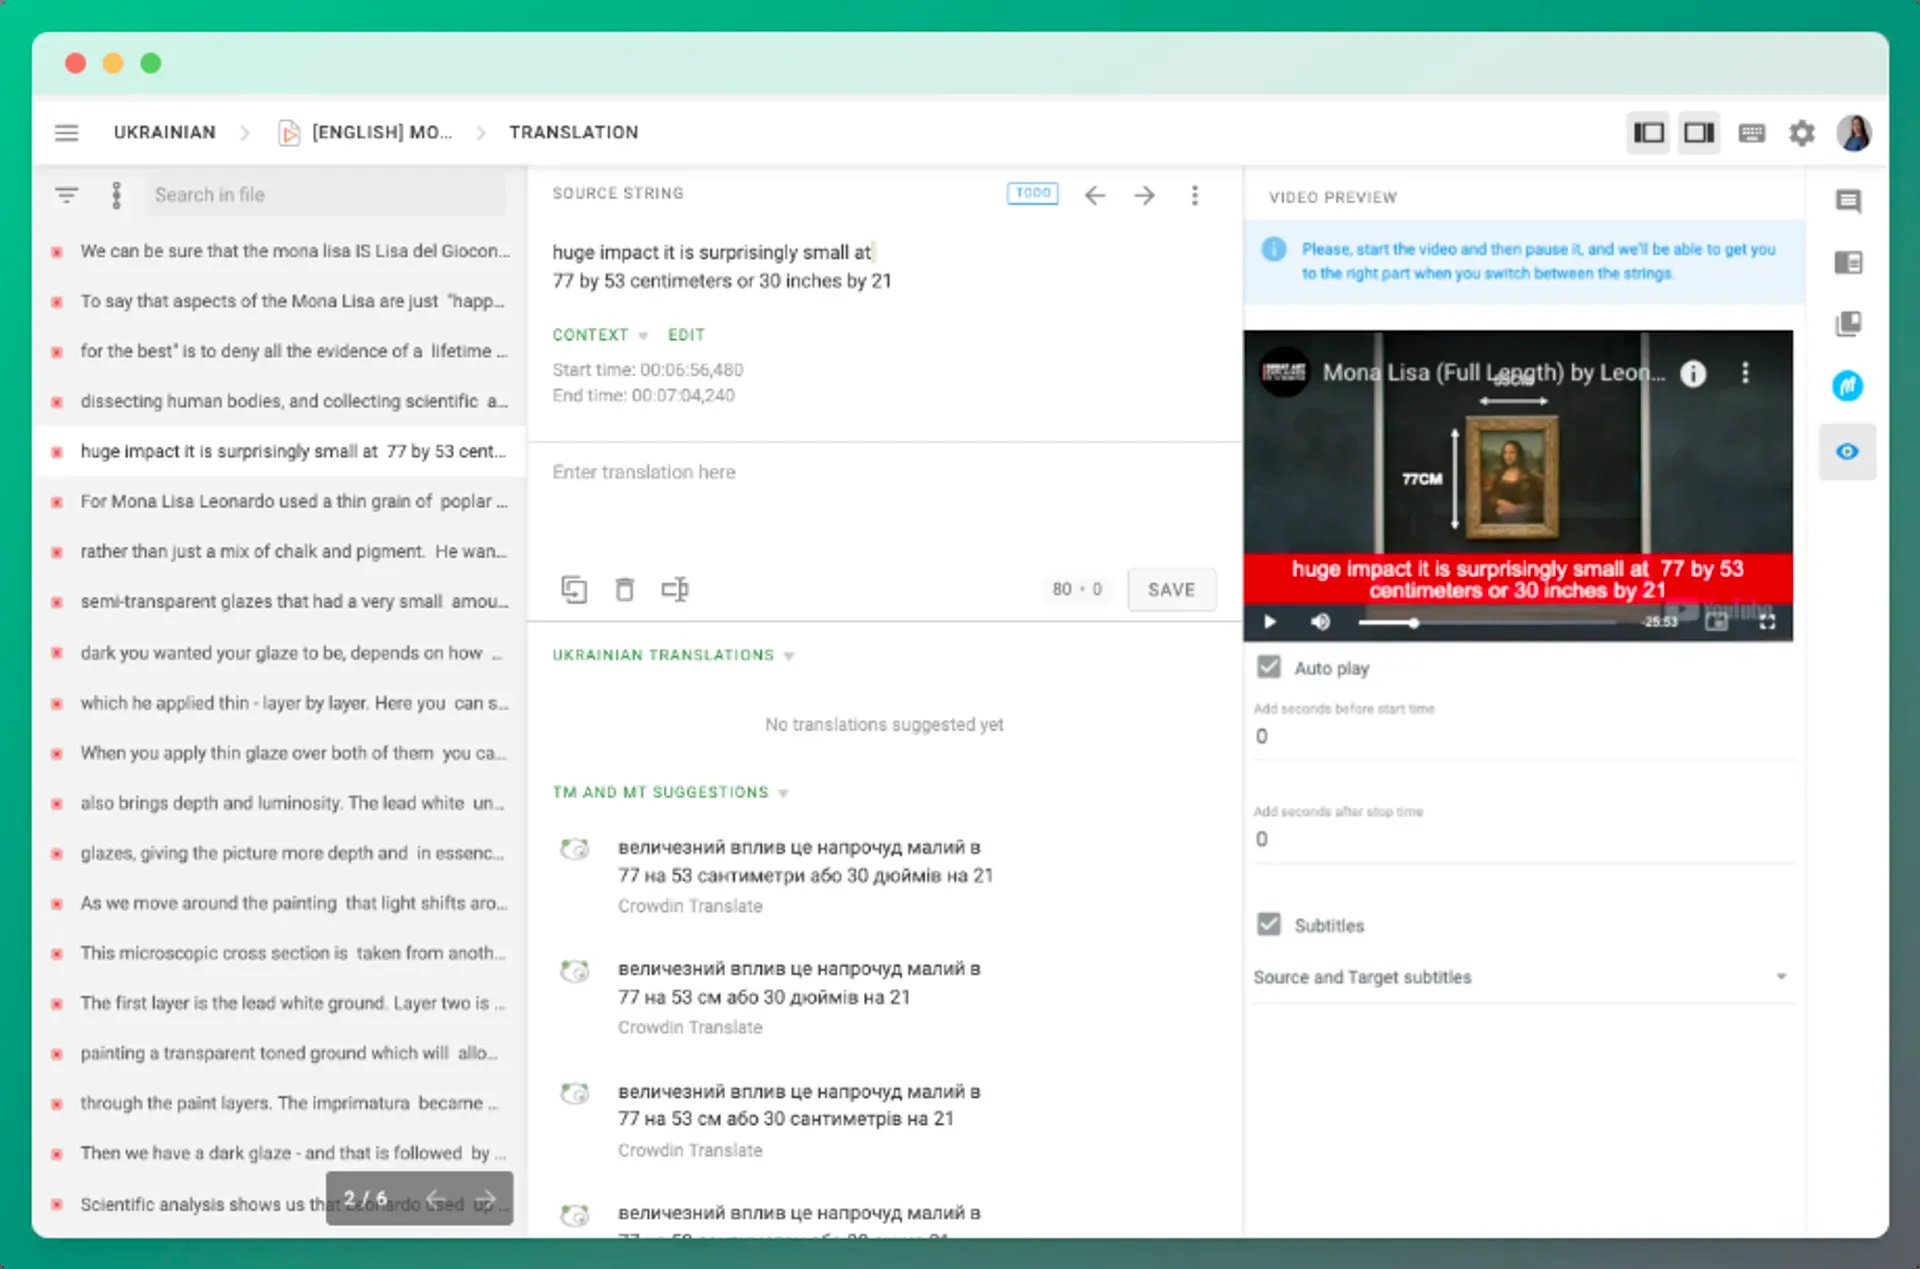 UKRAINIAN
[ENGLISH] MO...
TRANSLATION
Search in file
We can be sure that the mona lisa IS Lisa del Giocon...
To say that aspects of the Mona Lisa are just "happ...
for the best" is to deny all the evidence of a lifetime ...
dissecting human bodies, and collecting scientific a...
huge impact it is surprisingly small at 77 by 53 cent...
For Mona Lisa Leonardo used a thin grain of poplar ...
rather than just a mix of chalk and pigment. He wan...
semi-transparent glazes that had a very small amou...
dark you wanted your glaze to be, depends on how ...
which he applied thin - layer by layer. Here you can s...
When you apply thin glaze over both of them you ca...
also brings depth and luminosity. The lead white un...
glazes, giving the picture more depth and in essenc...
As we move around the painting that light shifts aro...
This microscopic cross section is taken from anoth...
The first layer is the lead white ground. Layer two is ...
painting a transparent toned ground which will allo...
through the paint layers. The imprimatura became ...
Then we have a dark glaze - and that is followed by ...
Scientific analysis shows us that Leonardo used up ...
2 / 6
SOURCE STRING
TODO
huge impact it is surprisingly small at
77 by 53 centimeters or 30 inches by 21
CONTEXT
EDIT
Start time: 00:06:56,480
End time: 00:07:04,240
Enter translation here
80 • 0
SAVE
UKRAINIAN TRANSLATIONS
No translations suggested yet
TM AND MT SUGGESTIONS
величезний вплив це напрочуд малий в
77 на 53 сантиметри або 30 дюймів на 21
Crowdin Translate
величезний вплив це напрочуд малий в
77 на 53 см або 30 дюймів на 21
Crowdin Translate
величезний вплив це напрочуд малий в
77 на 53 см або 30 сантиметрів на 21
Crowdin Translate
величезний вплив це напрочуд малий в
VIDEO PREVIEW
Please, start the video and then pause it, and we'll be able to get you
to the right part when you switch between the strings.
Mona Lisa (Full Length) by Leon...
53CM
77CM
huge impact it is surprisingly small at 77 by 53
centimeters or 30 inches by 21
YouTube
-25:53
Auto play
Add seconds before start time
0
Add seconds after stop time
0
Subtitles
Source and Target subtitles